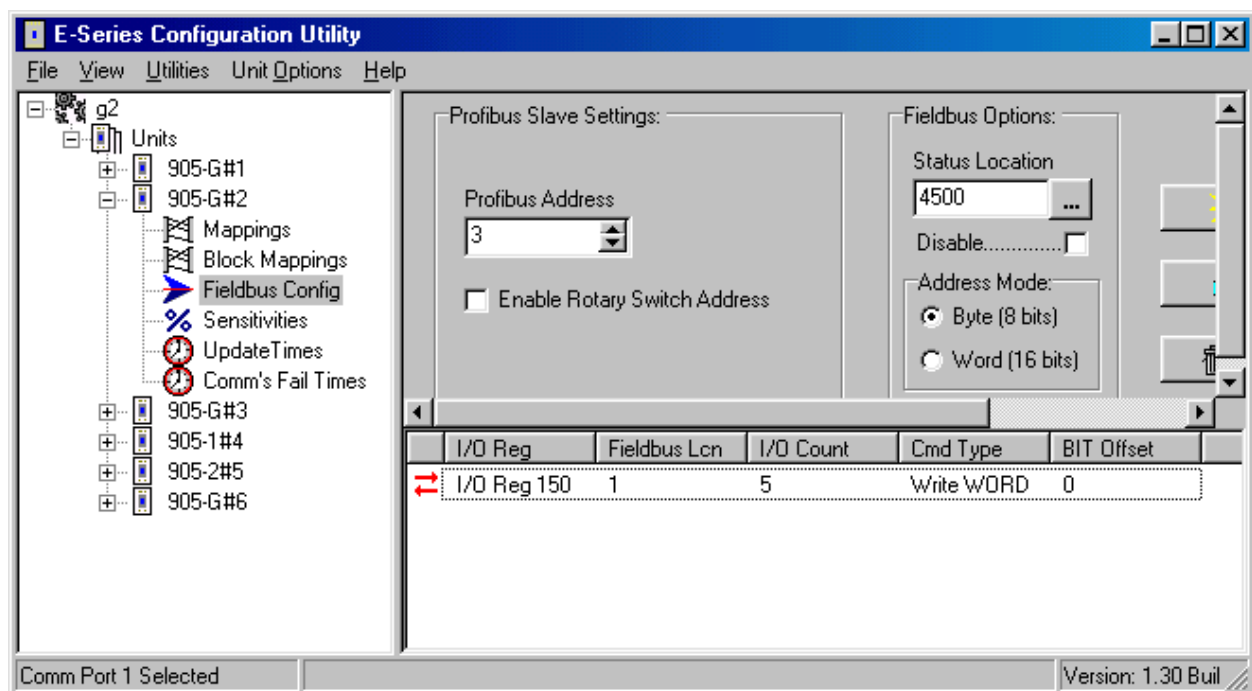 E-Series Configuration Utility
File View Utilities Unit Options Help
g2
Units
905-G#1
905-G#2
Mappings
Block Mappings
Fieldbus Config
Sensitivities
UpdateTimes
Comm's Fail Times
905-G#3
905-1#4
905-2#5
905-G#6
Profibus Slave Settings:
Profibus Address
3
Enable Rotary Switch Address
Fieldbus Options:
Status Location
4500 ...
Disable..............
Address Mode:
Byte (8 bits)
Word (16 bits)
I/O Reg Fieldbus Lcn I/O Count Cmd Type BIT Offset
I/O Reg 150 1 5 Write WORD 0
Comm Port 1 Selected Version: 1.30 Buil